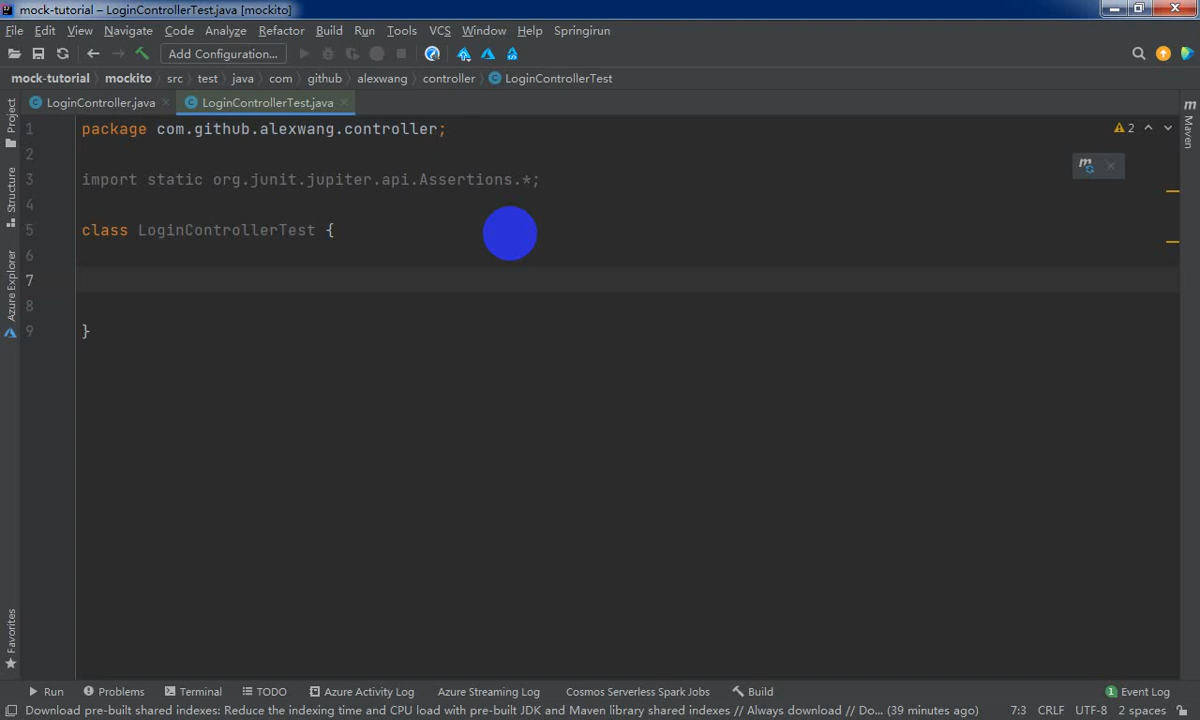 mock-tutorial – LoginControllerTest.java [mockito]
File Edit View Navigate Code Analyze Refactor Build Run Tools VCS Window Help Springirun
Add Configuration...
mock-tutorial mockito src test java com github alexwang controller LoginControllerTest
LoginController.java LoginControllerTest.java
Project
Structure
Azure Explorer
Favorites
m Maven
2
1 package com.github.alexwang.controller;
2
3 import static org.junit.jupiter.api.Assertions.*;
4
5 class LoginControllerTest {
6
7
8
9 }
Run Problems Terminal TODO Azure Activity Log Azure Streaming Log Cosmos Serverless Spark Jobs Build 1 Event Log
Download pre-built shared indexes: Reduce the indexing time and CPU load with pre-built JDK and Maven library shared indexes // Always download // Do... (39 minutes ago) 7:3 CRLF UTF-8 2 spaces